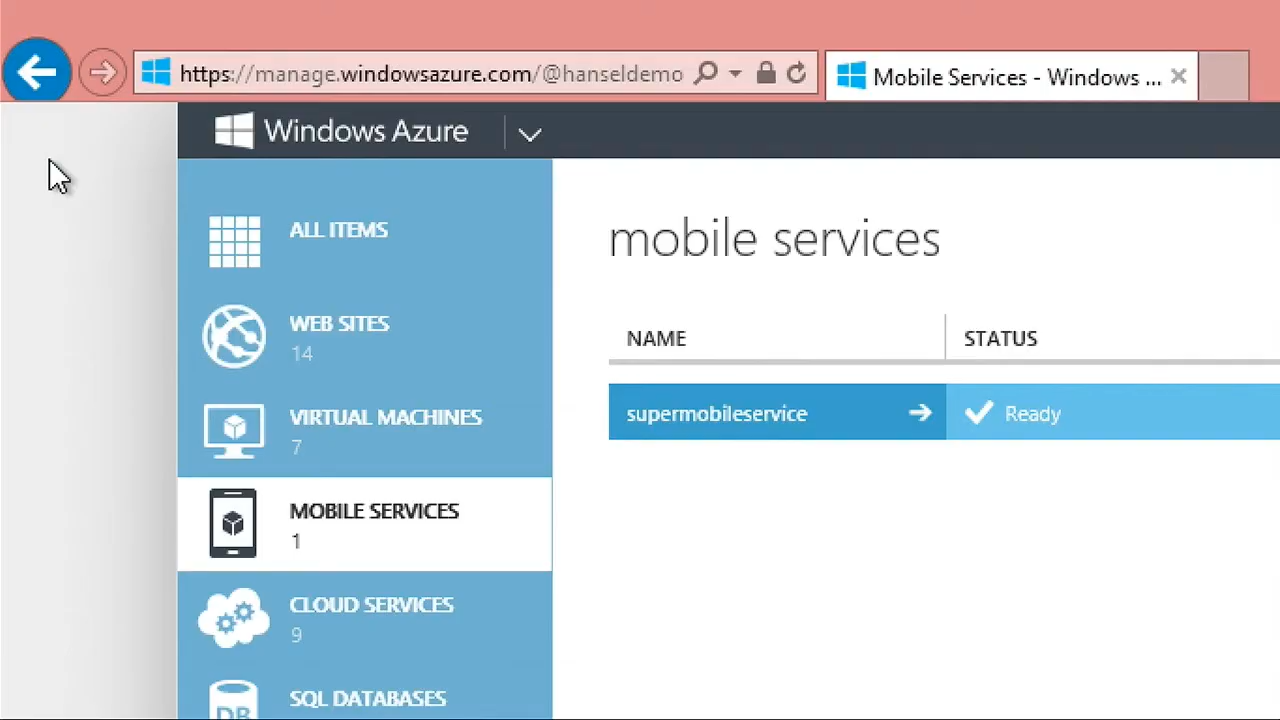 https://manage.windowsazure.com/@hanseldemo
Mobile Services - Windows ...
Windows Azure
ALL ITEMS
WEB SITES
14
VIRTUAL MACHINES
7
MOBILE SERVICES
1
CLOUD SERVICES
9
SQL DATABASES
DB
mobile services
NAME STATUS
supermobileservice Ready